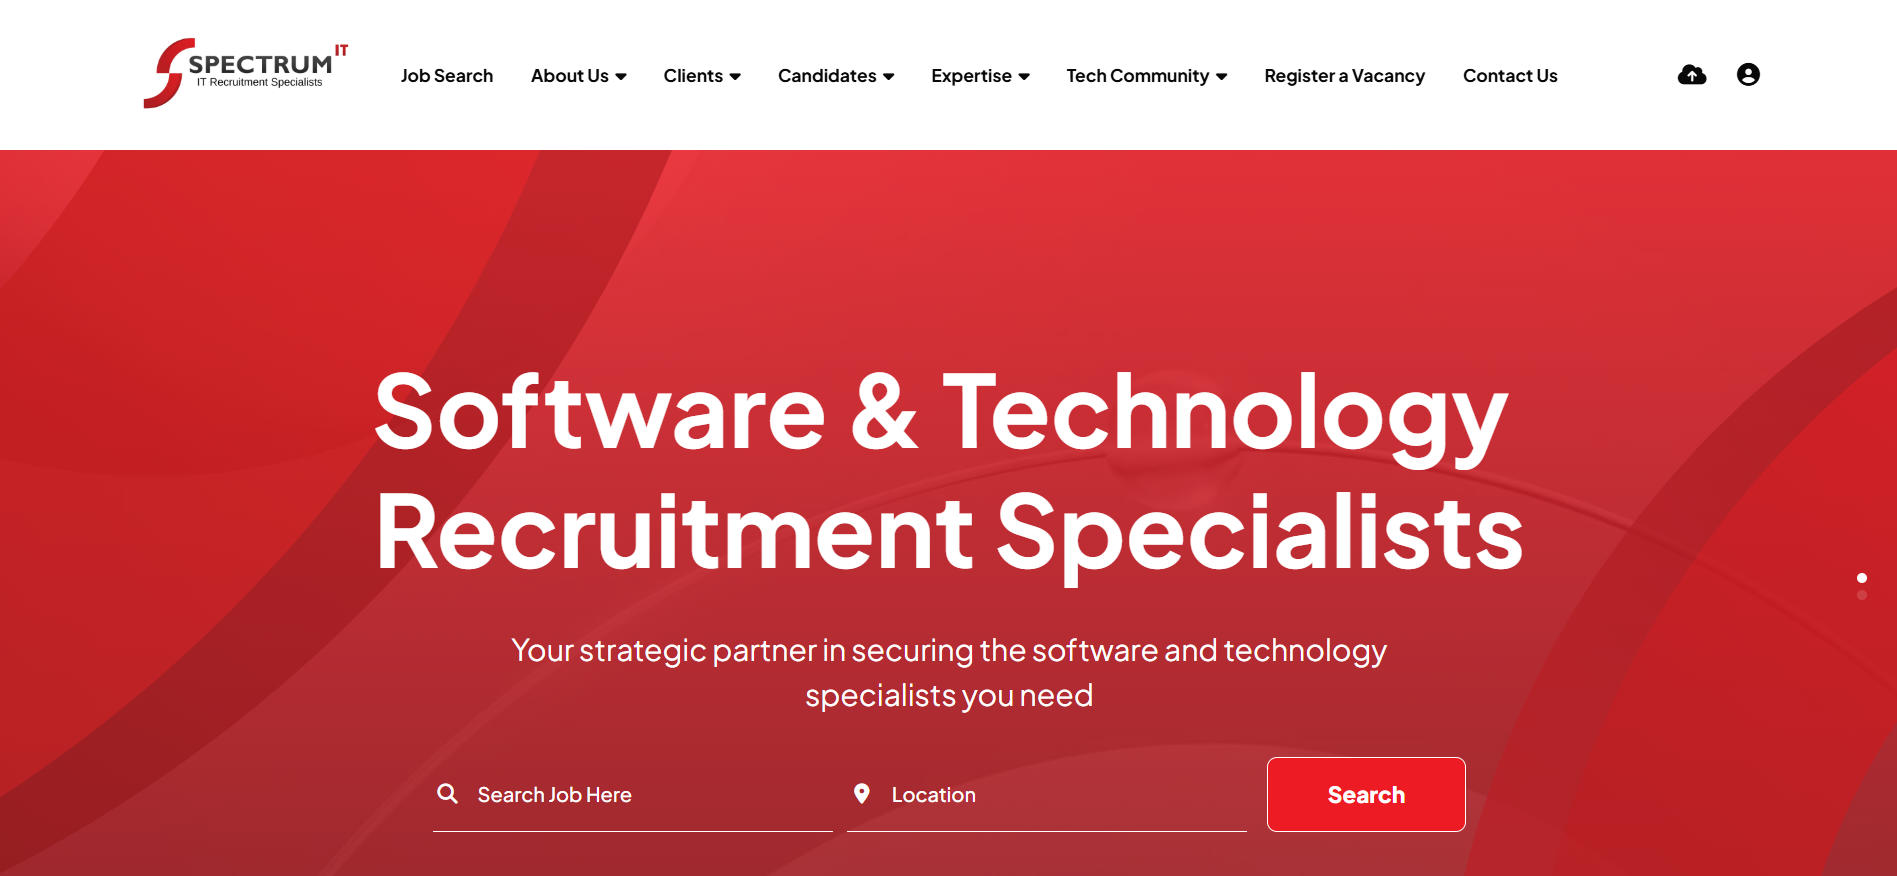 SPECTRUM IT
IT Recruitment Specialists
Job Search
About Us
Clients
Candidates
Expertise
Tech Community
Register a Vacancy
Contact Us
Software & Technology
Recruitment Specialists
Your strategic partner in securing the software and technology
specialists you need
Search Job Here
Location
Search